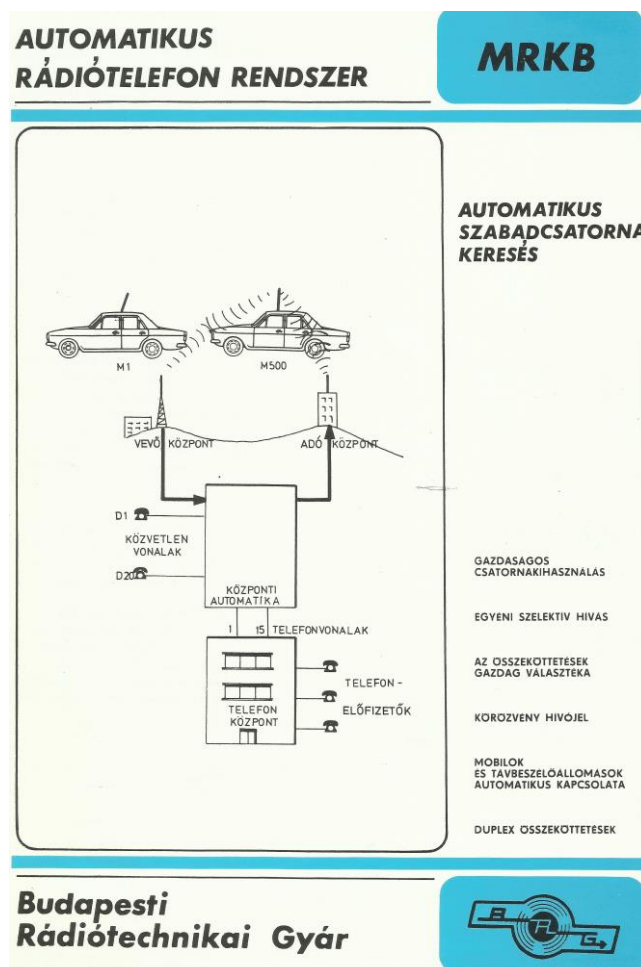 AUTOMATIKUS
RÁDIÓTELEFON RENDSZER
MRKB
AUTOMATIKUS
SZABADCSATORNA
KERESÉS
M1
M500
VEVŐ KÖZPONT
ADÓ KÖZPONT
D1
KÖZVETLEN
VONALAK
D20
KÖZPONTI
AUTOMATIKA
1 15 TELEFONVONALAK
TELEFON
KÖZPONT
TELEFON-
ELŐFIZETŐK
GAZDASÁGOS
CSATORNAKIHASZNÁLÁS
EGYÉNI SZELEKTÍV HÍVÁS
AZ ÖSSZEKÖTTETÉSEK
GAZDAG VÁLASZTÉKA
KÖRÖZVÉNY HÍVÓJEL
MOBILOK
ÉS TÁVBESZÉLŐÁLLOMÁSOK
AUTOMATIKUS KAPCSOLATA
DUPLEX ÖSSZEKÖTTETÉSEK
Budapesti
Rádiótechnikai Gyár
B R G